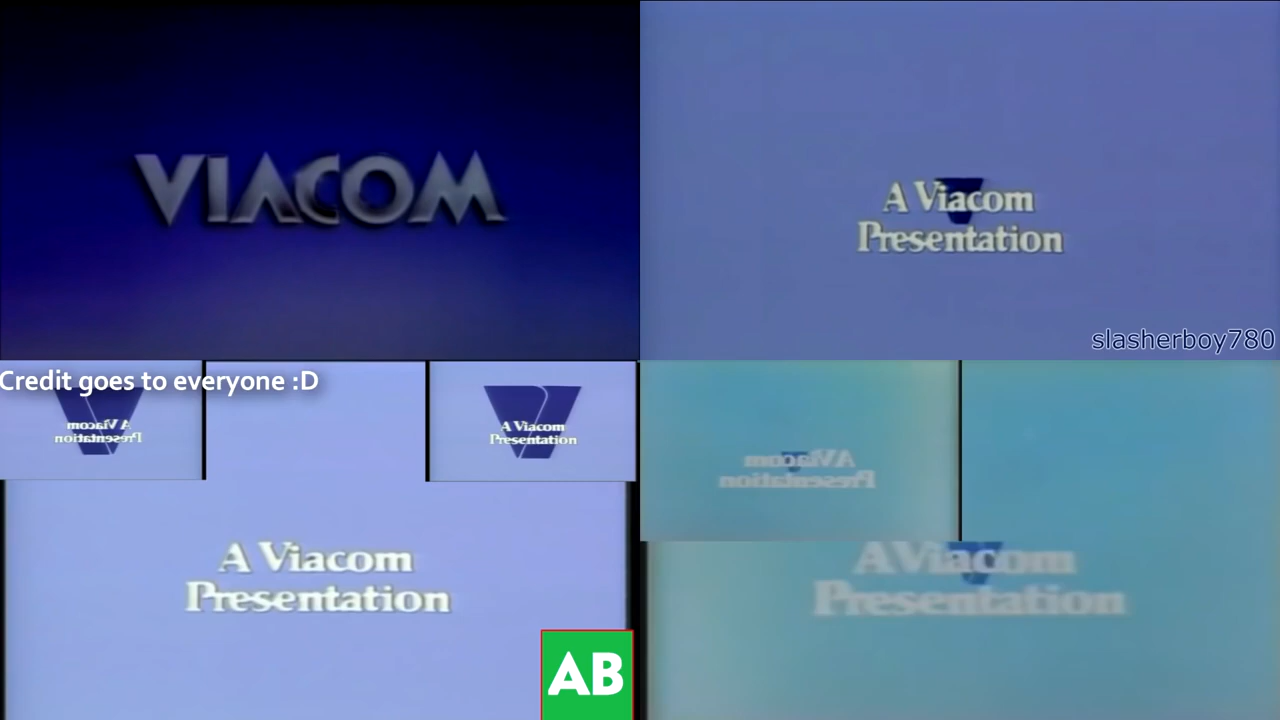 VIACOM
A Viacom
Presentation
slasherboy780
Credit goes to everyone :D
A Viacom
Presentation
A Viacom
Presentation
A Viacom
Presentation
A Viacom
Presentation
A Viacom
Presentation
AB